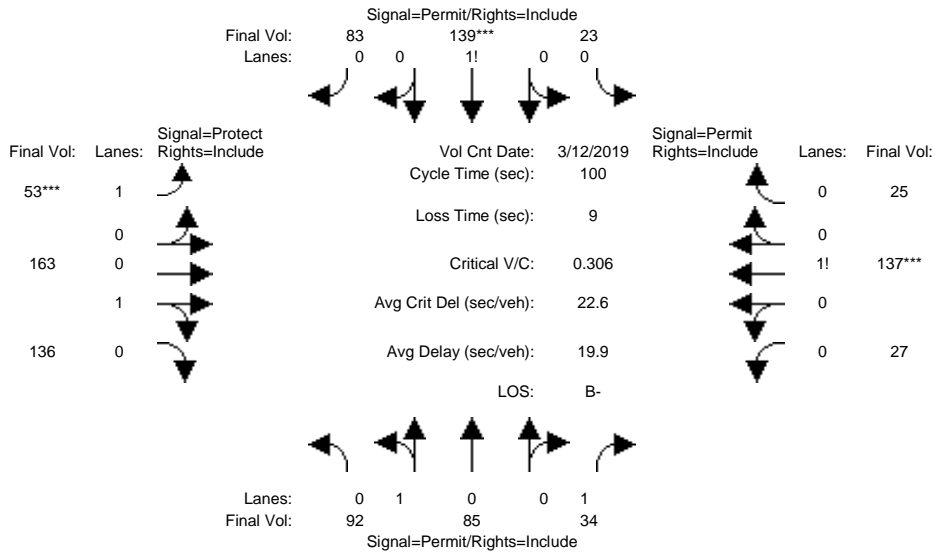 Signal=Permit/Rights=Include
Final Vol: 83 139*** 23
Lanes: 0 0 1! 0 0
Signal=Protect
Final Vol: Lanes: Rights=Include
Vol Cnt Date: 3/12/2019
Signal=Permit
Rights=Include Lanes: Final Vol:
Cycle Time (sec): 100
53*** 1
0 25
Loss Time (sec): 9
0
0
163 0
Critical V/C: 0.306
1! 137***
1
Avg Crit Del (sec/veh): 22.6
0
136 0
Avg Delay (sec/veh): 19.9
0 27
LOS: B-
Lanes: 0 1 0 0 1
Final Vol: 92 85 34
Signal=Permit/Rights=Include